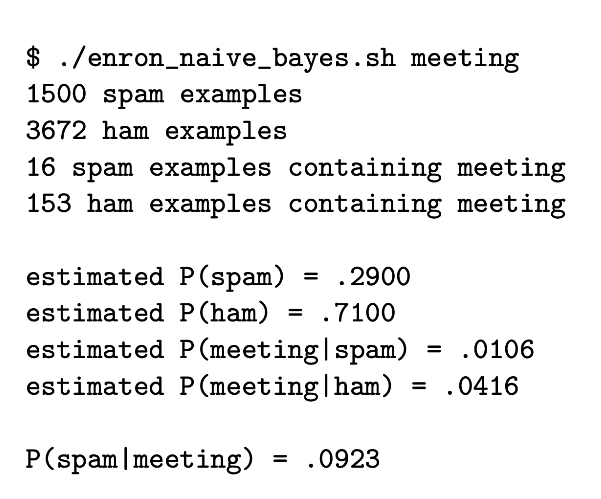 $ ./enron_naive_bayes.sh meeting
1500 spam examples
3672 ham examples
16 spam examples containing meeting
153 ham examples containing meeting
estimated P(spam) = .2900
estimated P(ham) = .7100
estimated P(meeting|spam) = .0106
estimated P(meeting|ham) = .0416
P(spam|meeting) = .0923